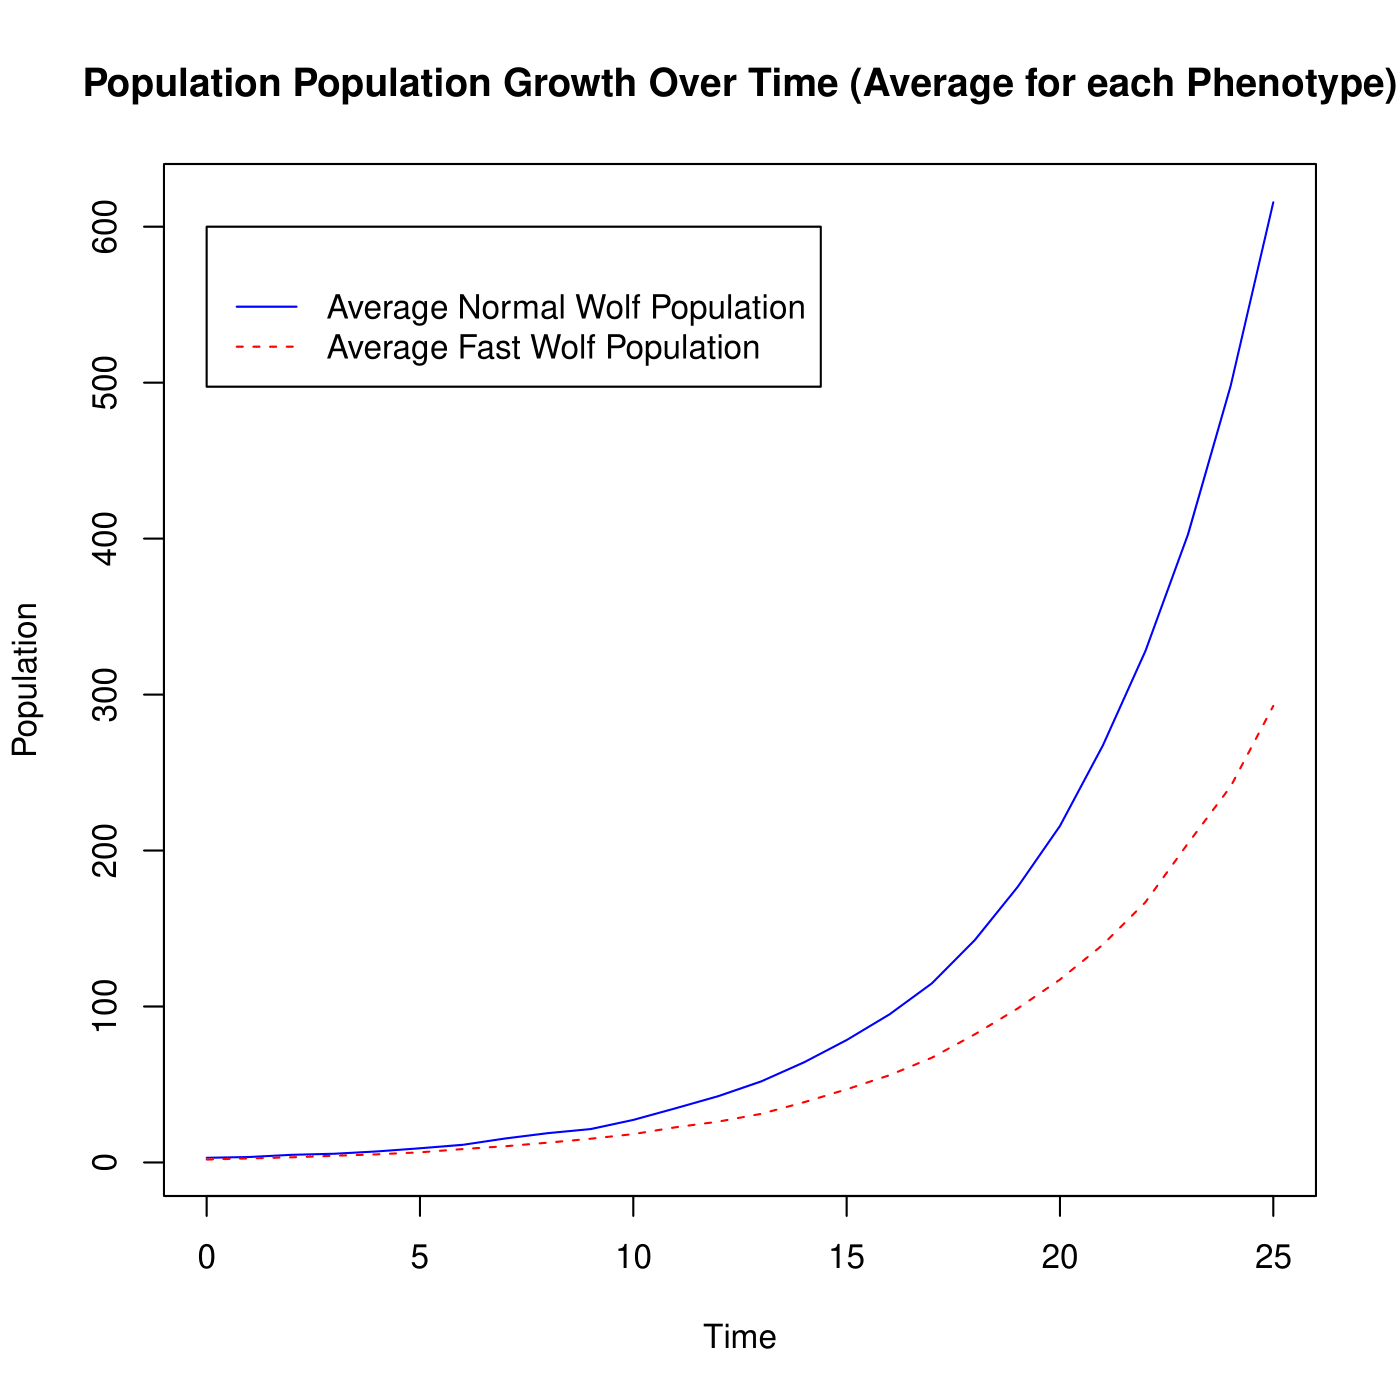 Population Population Growth Over Time (Average for each Phenotype)
Average Normal Wolf Population
Average Fast Wolf Population
Population
600
500
400
300
200
100
0
0 5 10 15 20 25
Time